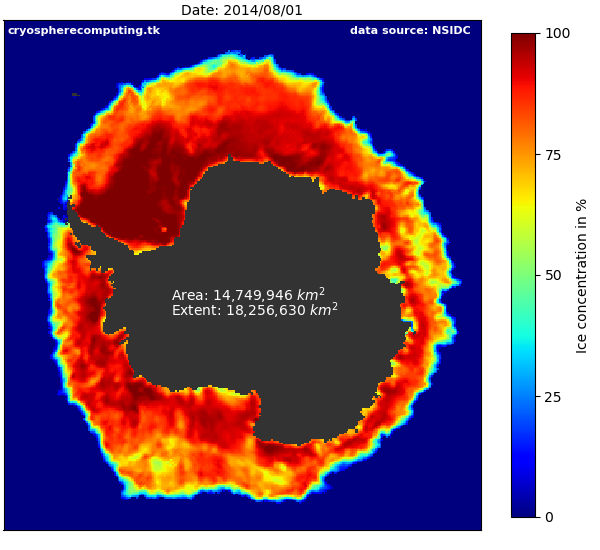 Date: 2014/08/01
cryospherecomputing.tk
data source: NSIDC
Area: 14,749,946 km²
Extent: 18,256,630 km²
100
75
50
25
0
Ice concentration in %